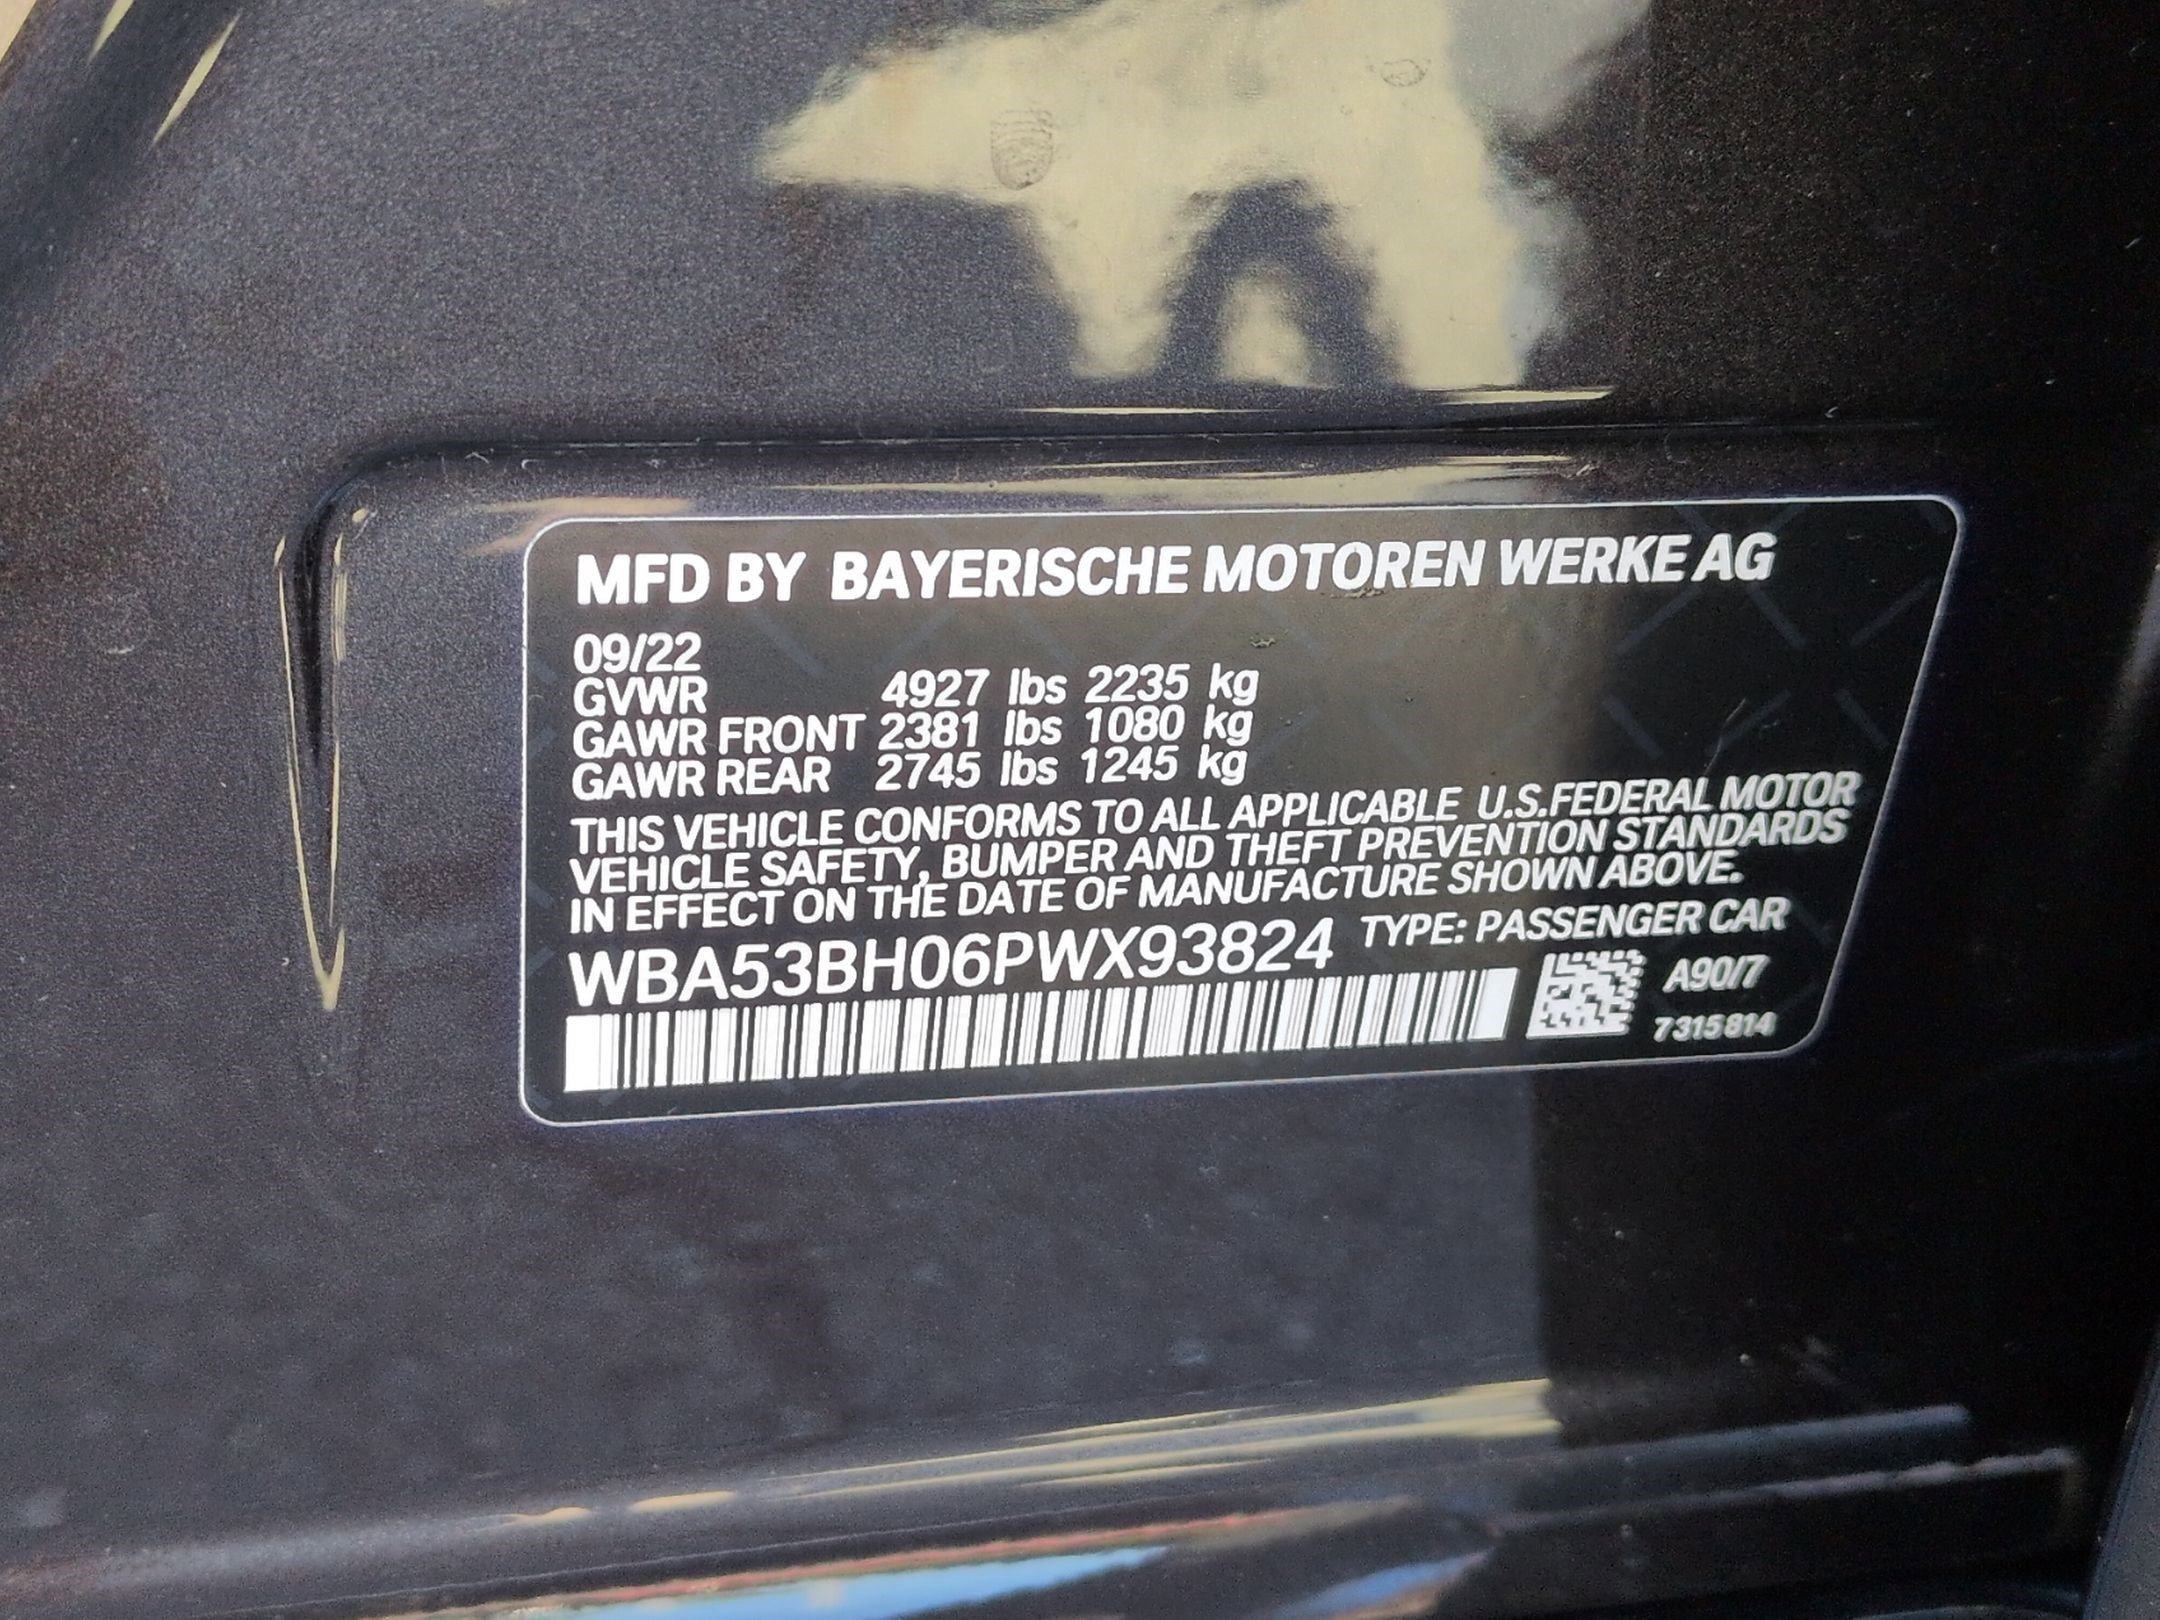 MFD BY BAYERISCHE MOTOREN WERKE AG
09/22
GVWR 4927 lbs 2235 kg
GAWR FRONT 2381 lbs 1080 kg
GAWR REAR 2745 lbs 1245 kg
THIS VEHICLE CONFORMS TO ALL APPLICABLE U.S.FEDERAL MOTOR
VEHICLE SAFETY, BUMPER AND THEFT PREVENTION STANDARDS
IN EFFECT ON THE DATE OF MANUFACTURE SHOWN ABOVE.
WBA53BH06PWX93824 TYPE: PASSENGER CAR
A90/7
7315814